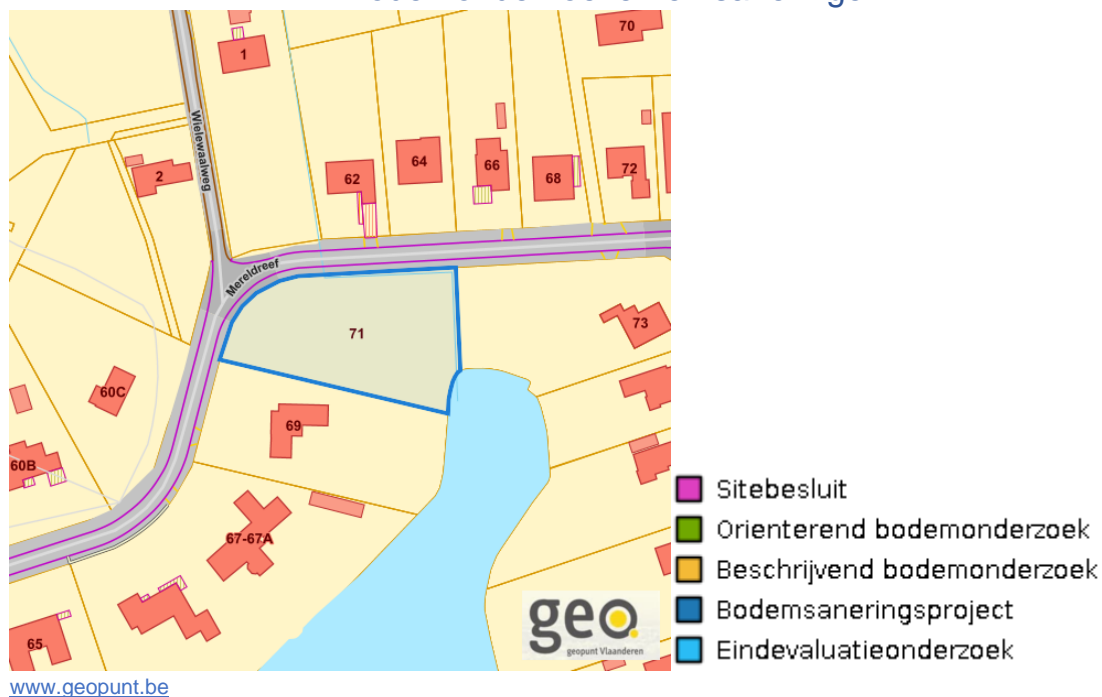 1
70
Wielewaalweg
2
62
64
66
68
72
Mereldreef
71
73
60C
69
60B
67-67A
65
geo.
geopunt Vlaanderen
Sitebesluit
Orienterend bodemonderzoek
Beschrijvend bodemonderzoek
Bodemsaneringsproject
Eindevaluatieonderzoek
www.geopunt.be